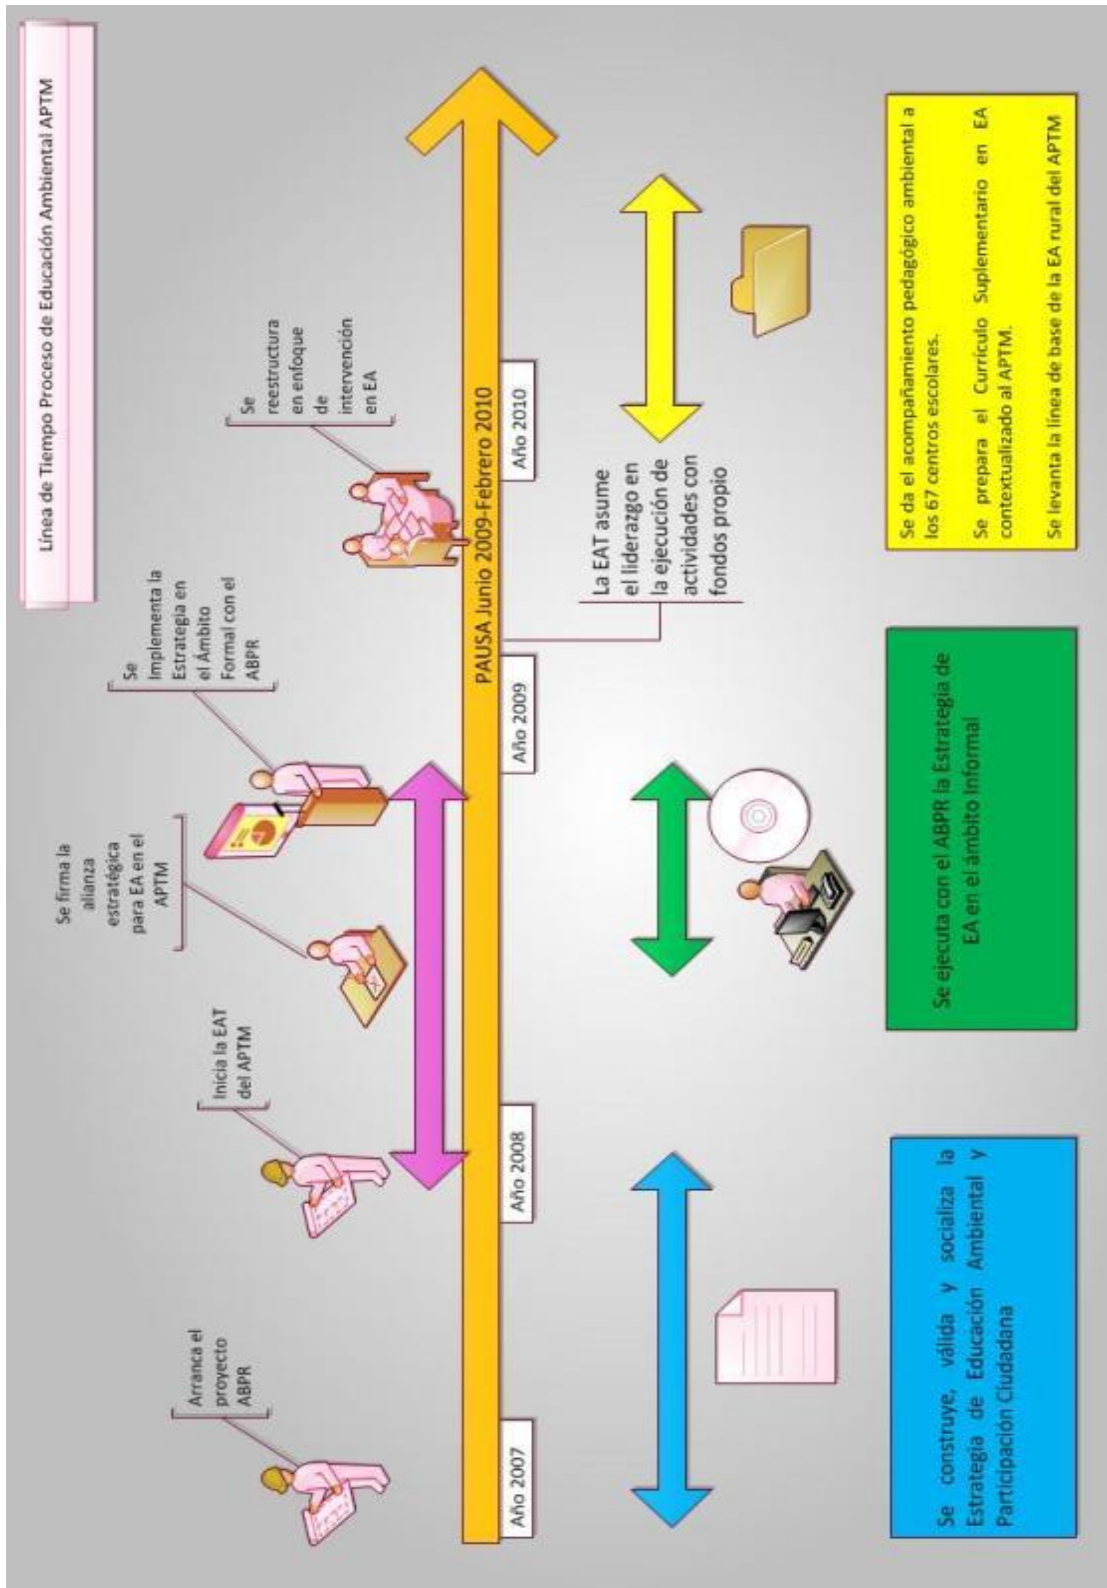 Línea de Tiempo Proceso de Educación Ambiental APTM
Arranca el
proyecto
ABPR
Inicia la EAT
del APTM
Se firma la
alianza
estratégica
para EA en el
APTM
Se
Implementa la
Estrategia en
el Ámbito
Formal con el
ABPR
Se
reestructura
en enfoque
de
intervención
en EA
PAUSA Junio 2009-Febrero 2010
Año 2007
Año 2008
Año 2009
Año 2010
La EAT asume
el liderazgo en
la ejecución de
actividades con
fondos propio
Se construye, válida y socializa la
Estrategia de Educación Ambiental y
Participación Ciudadana
Se ejecuta con el ABPR la Estrategia de
EA en el ámbito Informal
Se da el acompañamiento pedagógico ambiental a
los 67 centros escolares.
Se prepara el Currículo Suplementario en EA
contextualizado al APTM.
Se levanta la línea de base de la EA rural del APTM